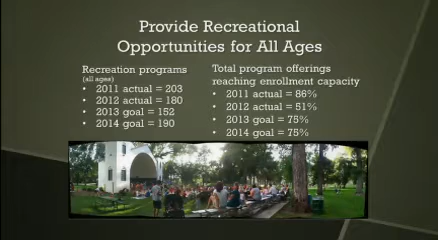 Provide Recreational
Opportunities for All Ages
Recreation programs
(all ages)
• 2011 actual = 203
• 2012 actual = 180
• 2013 goal = 152
• 2014 goal = 190
Total program offerings
reaching enrollment capacity
• 2011 actual = 86%
• 2012 actual = 51%
• 2013 goal = 75%
• 2014 goal = 75%